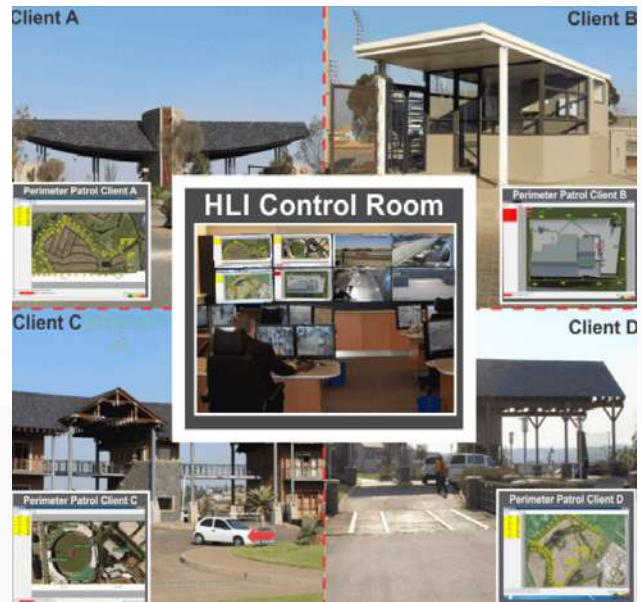 Client A
Client B
Perimeter Patrol Client A
Perimeter Patrol Client B
HLI Control Room
Client C
Client D
Perimeter Patrol Client C
Perimeter Patrol Client D